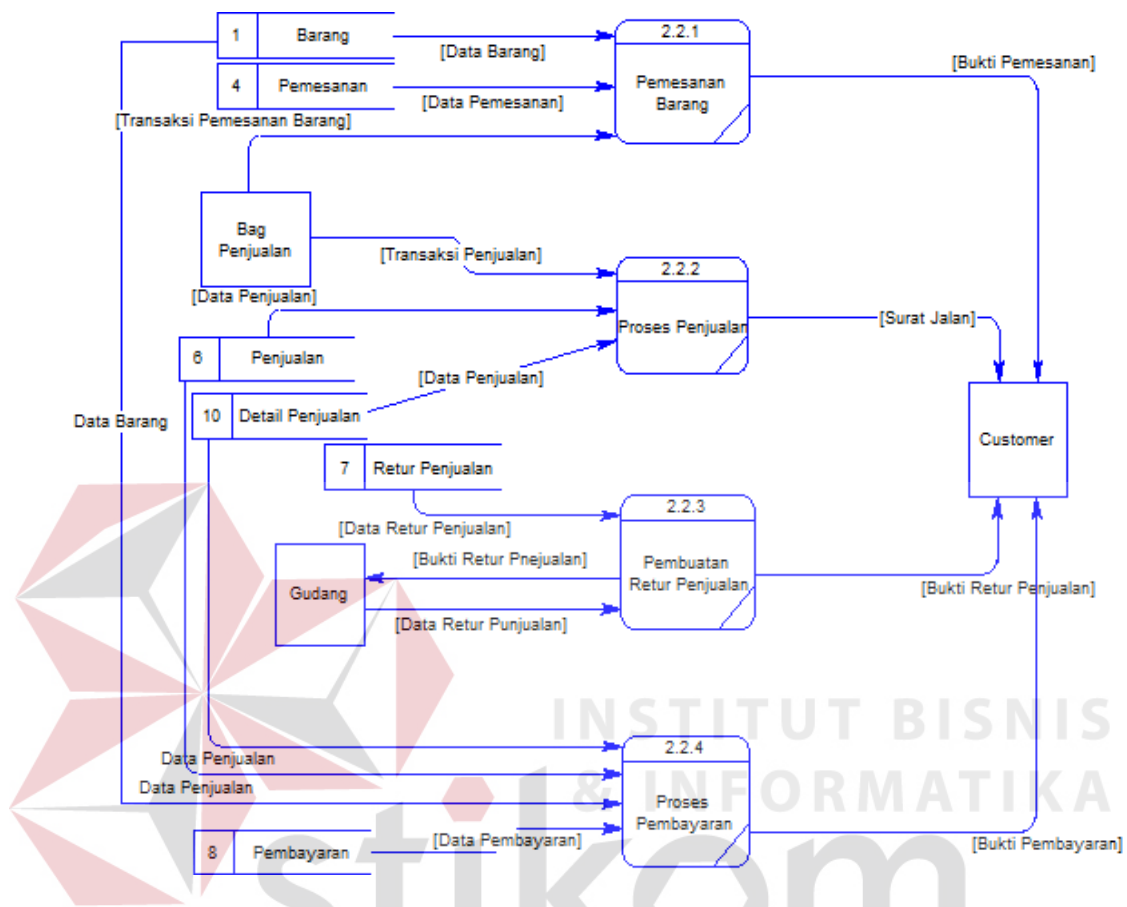 1 Barang
[Data Barang]
2.2.1
Pemesanan
Barang
[Bukti Pemesanan]
4 Pemesanan
[Data Pemesanan]
[Transaksi Pemesanan Barang]
Bag
Penjualan
[Transaksi Penjualan]
[Data Penjualan]
2.2.2
Proses Penjualan
[Surat Jalan]
6 Penjualan
[Data Penjualan]
10 Detail Penjualan
Data Barang
Customer
7 Retur Penjualan
[Data Retur Penjualan]
2.2.3
Pembuatan
Retur Penjualan
[Bukti Retur Pnejualan]
Gudang
[Bukti Retur Penjualan]
[Data Retur Punjualan]
INSTITUT BISNIS
& INFORMATIKA
stikom
2.2.4
Proses
Pembayaran
Data Penjualan
Data Penjualan
[Data Pembayaran]
8 Pembayaran
[Bukti Pembayaran]